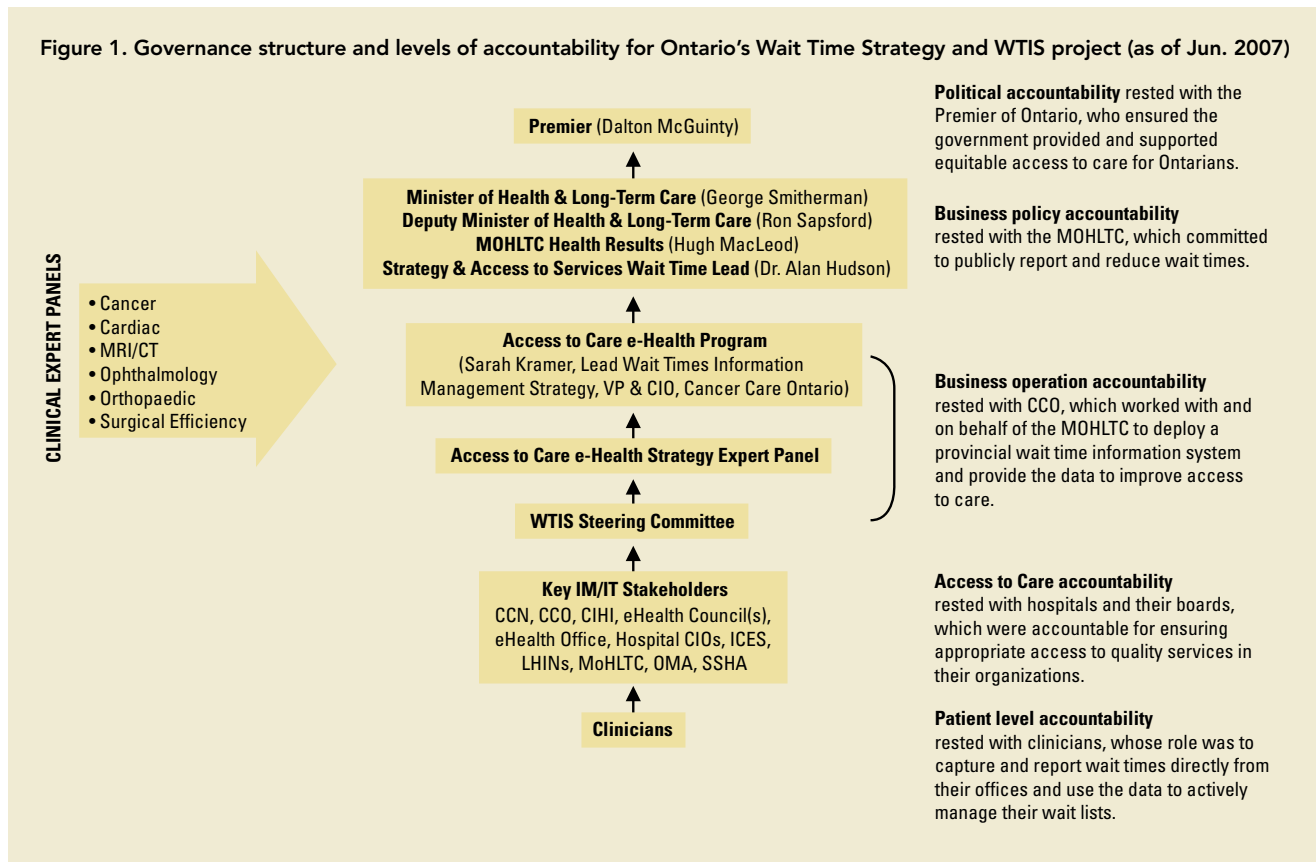 Figure 1. Governance structure and levels of accountability for Ontario's Wait Time Strategy and WTIS project (as of Jun. 2007)
CLINICAL EXPERT PANELS
• Cancer
• Cardiac
• MRI/CT
• Ophthalmology
• Orthopaedic
• Surgical Efficiency
Premier (Dalton McGuinty)
Minister of Health & Long-Term Care (George Smitherman)
Deputy Minister of Health & Long-Term Care (Ron Sapsford)
MOHLTC Health Results (Hugh MacLeod)
Strategy & Access to Services Wait Time Lead (Dr. Alan Hudson)
Access to Care e-Health Program
(Sarah Kramer, Lead Wait Times Information
Management Strategy, VP & CIO, Cancer Care Ontario)
Access to Care e-Health Strategy Expert Panel
WTIS Steering Committee
Key IM/IT Stakeholders
CCN, CCO, CIHI, eHealth Council(s),
eHealth Office, Hospital CIOs, ICES,
LHINs, MoHLTC, OMA, SSHA
Clinicians
Political accountability rested with the
Premier of Ontario, who ensured the
government provided and supported
equitable access to care for Ontarians.
Business policy accountability
rested with the MOHLTC, which committed
to publicly report and reduce wait times.
Business operation accountability
rested with CCO, which worked with and
on behalf of the MOHLTC to deploy a
provincial wait time information system
and provide the data to improve access
to care.
Access to Care accountability
rested with hospitals and their boards,
which were accountable for ensuring
appropriate access to quality services in
their organizations.
Patient level accountability
rested with clinicians, whose role was to
capture and report wait times directly from
their offices and use the data to actively
manage their wait lists.